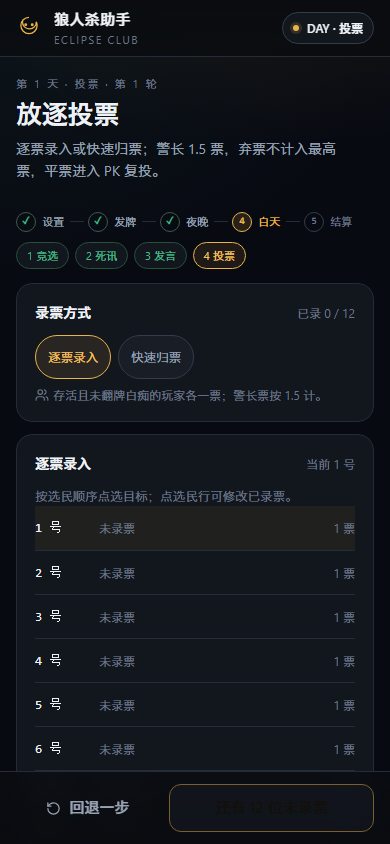 狼人杀助手
ECLIPSE CLUB
DAY · 投票
第 1 天 · 投票 · 第 1 轮
放逐投票
逐票录入或快速归票；警长 1.5 票，弃票不计入最高
票，平票进入 PK 复投。
设置 发牌 夜晚 4 白天 5 结算
1 竞选 2 死讯 3 发言 4 投票
录票方式 已录 0 / 12
逐票录入 快速归票
存活且未翻牌白痴的玩家各一票；警长票按 1.5 计。
逐票录入 当前 1 号
按选民顺序点选目标；点选民行可修改已录票。
1 号 未录票 1 票
2 号 未录票 1 票
3 号 未录票 1 票
4 号 未录票 1 票
5 号 未录票 1 票
6 号 未录票 1 票
回退一步